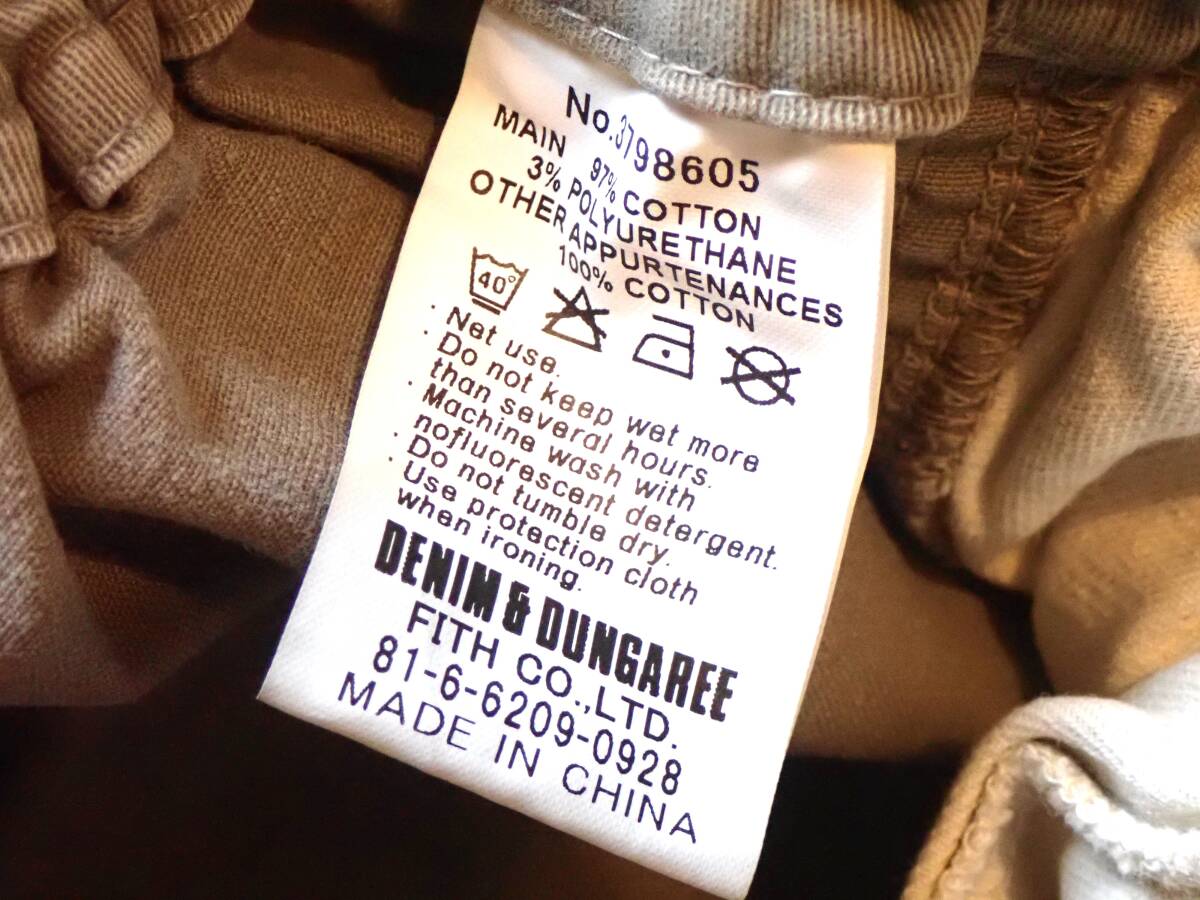 No.3798605
MAIN 97% COTTON
3% POLYURETHANE
OTHER APPURTENANCES
100% COTTON
40°
· Net use.
· Do not keep wet more
than several hours.
· Machine wash with
nofluorescent detergent.
· Do not tumble dry.
· Use protection cloth
when ironing.
DENIM & DUNGAREE
FITH CO.,LTD.
81-6-6209-0928
MADE IN CHINA